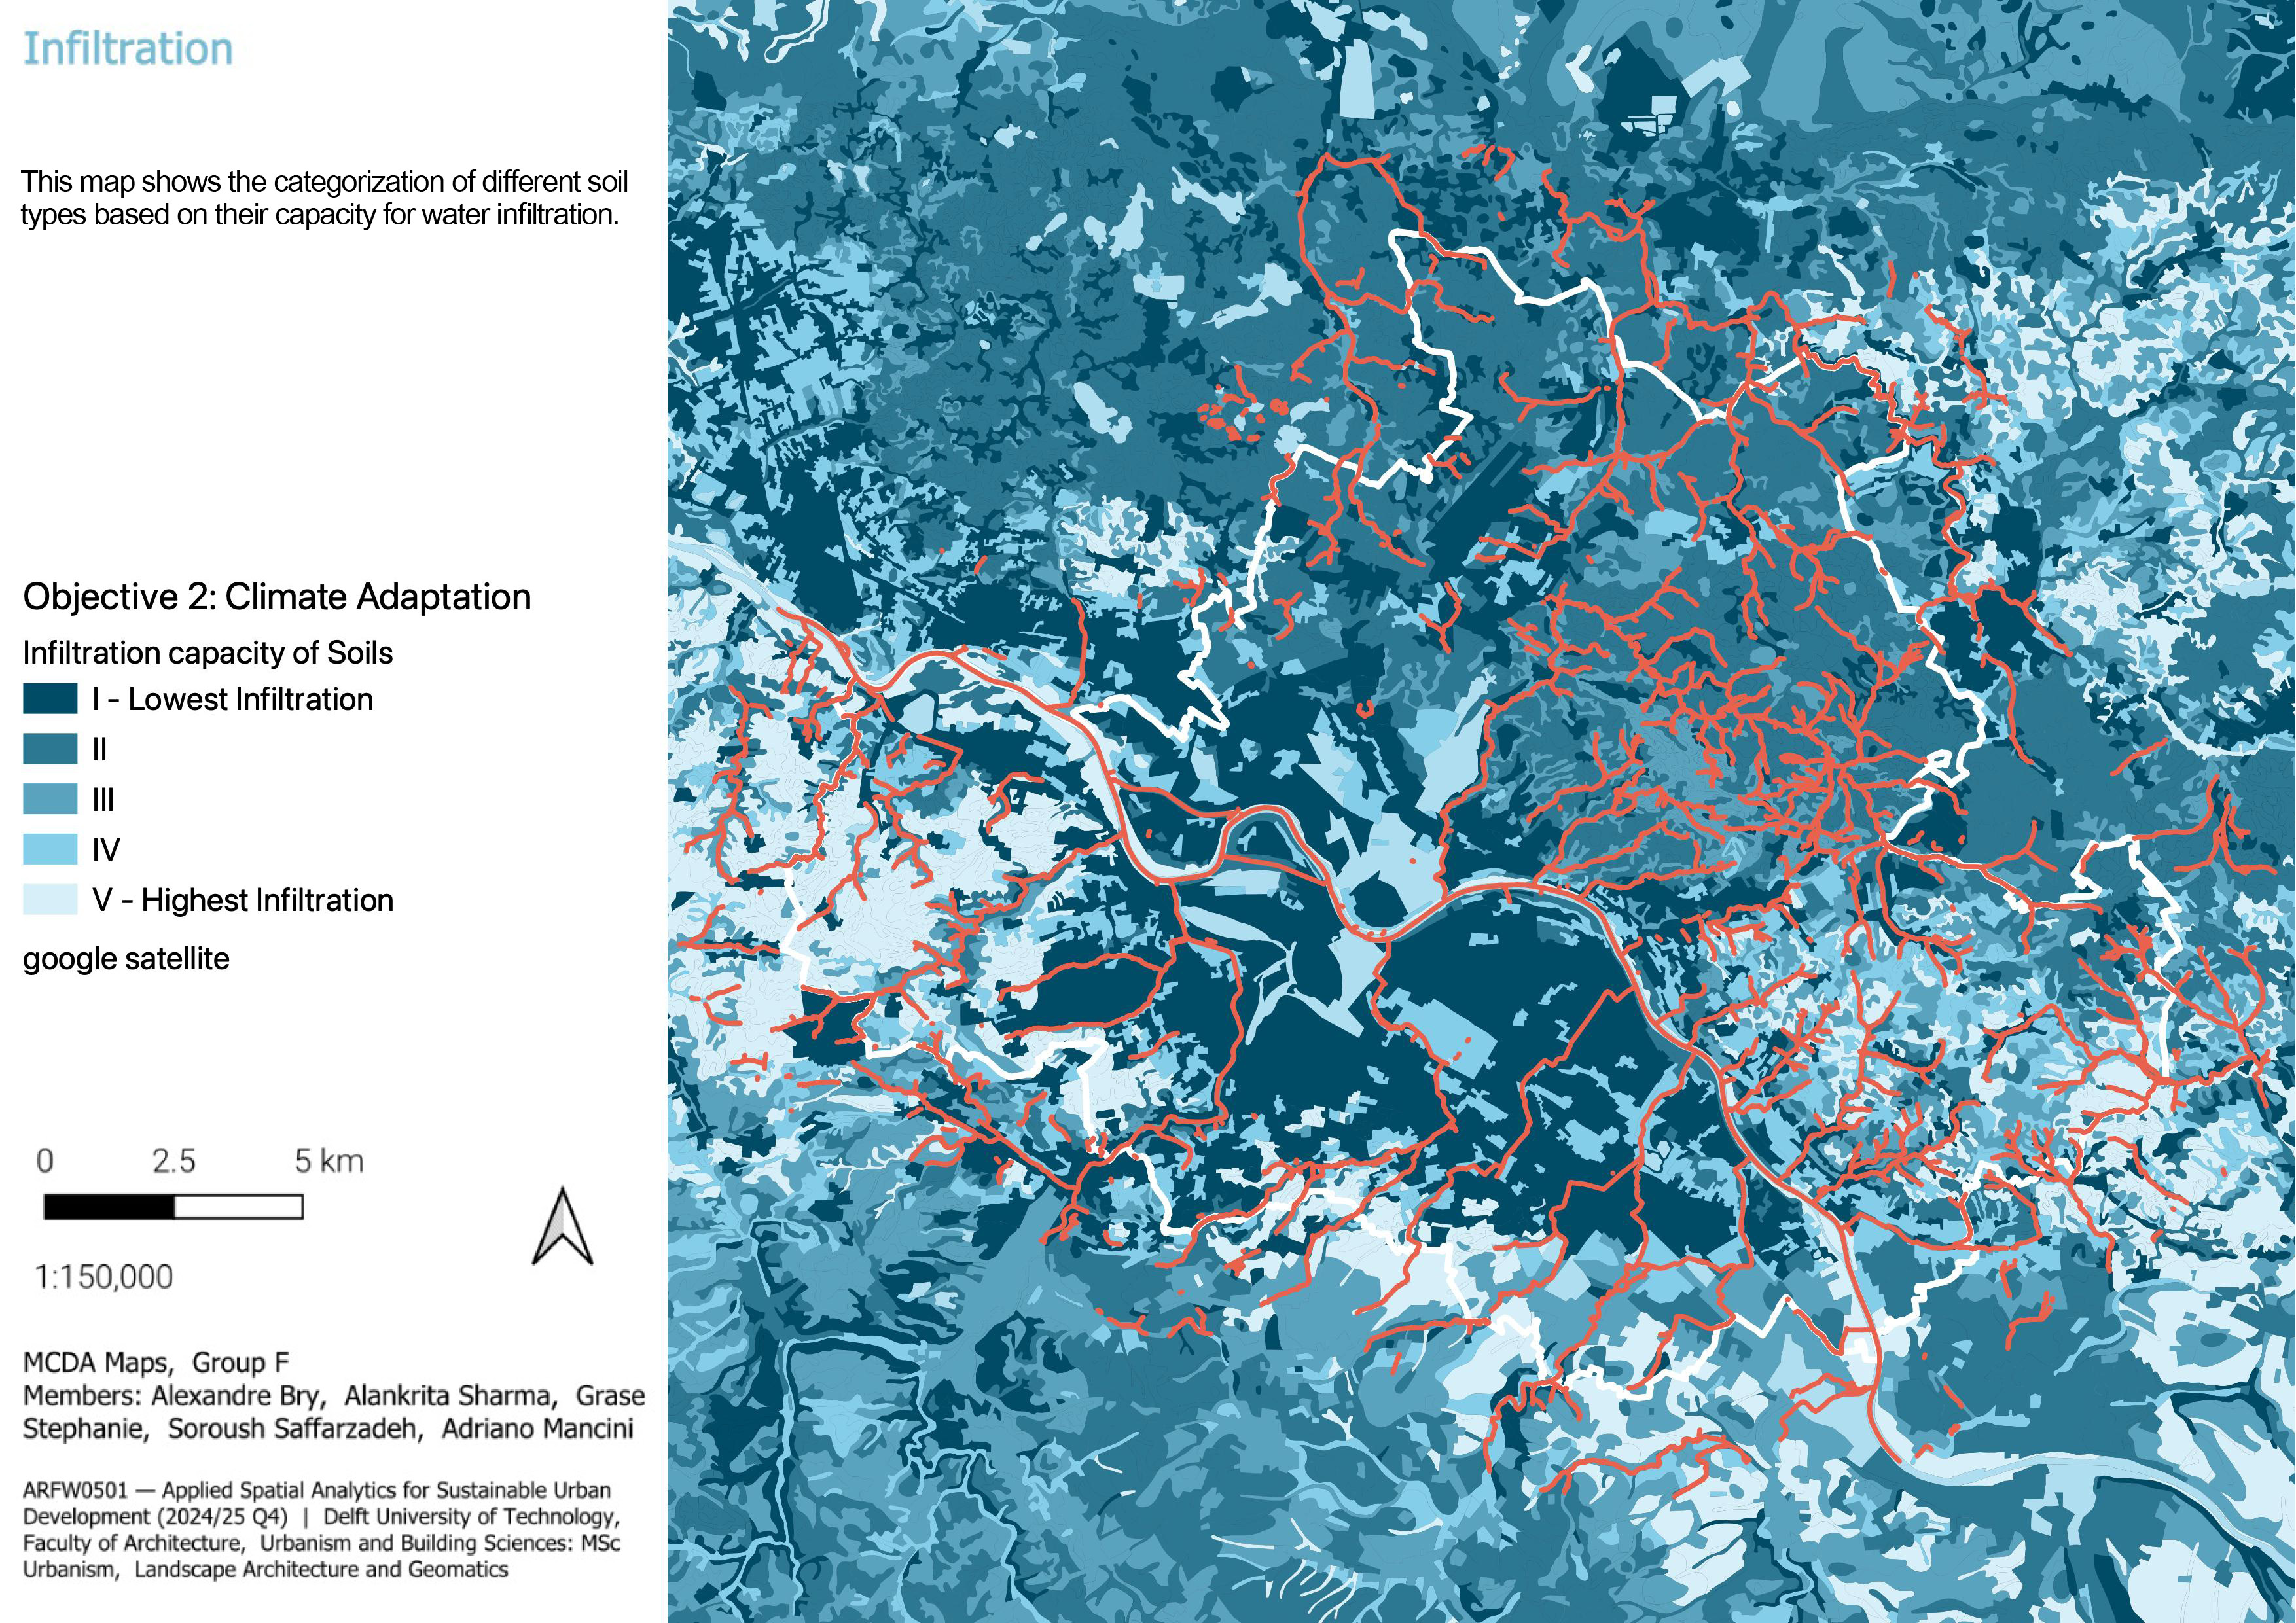 Infiltration
This map shows the categorization of different soil
types based on their capacity for water infiltration.
Objective 2: Climate Adaptation
Infiltration capacity of Soils
I - Lowest Infiltration
II
III
IV
V - Highest Infiltration
google satellite
0 2.5 5 km
1:150,000
MCDA Maps, Group F
Members: Alexandre Bry, Alankrita Sharma, Grase
Stephanie, Soroush Saffarzadeh, Adriano Mancini
ARFW0501 — Applied Spatial Analytics for Sustainable Urban
Development (2024/25 Q4) | Delft University of Technology,
Faculty of Architecture, Urbanism and Building Sciences: MSc
Urbanism, Landscape Architecture and Geomatics